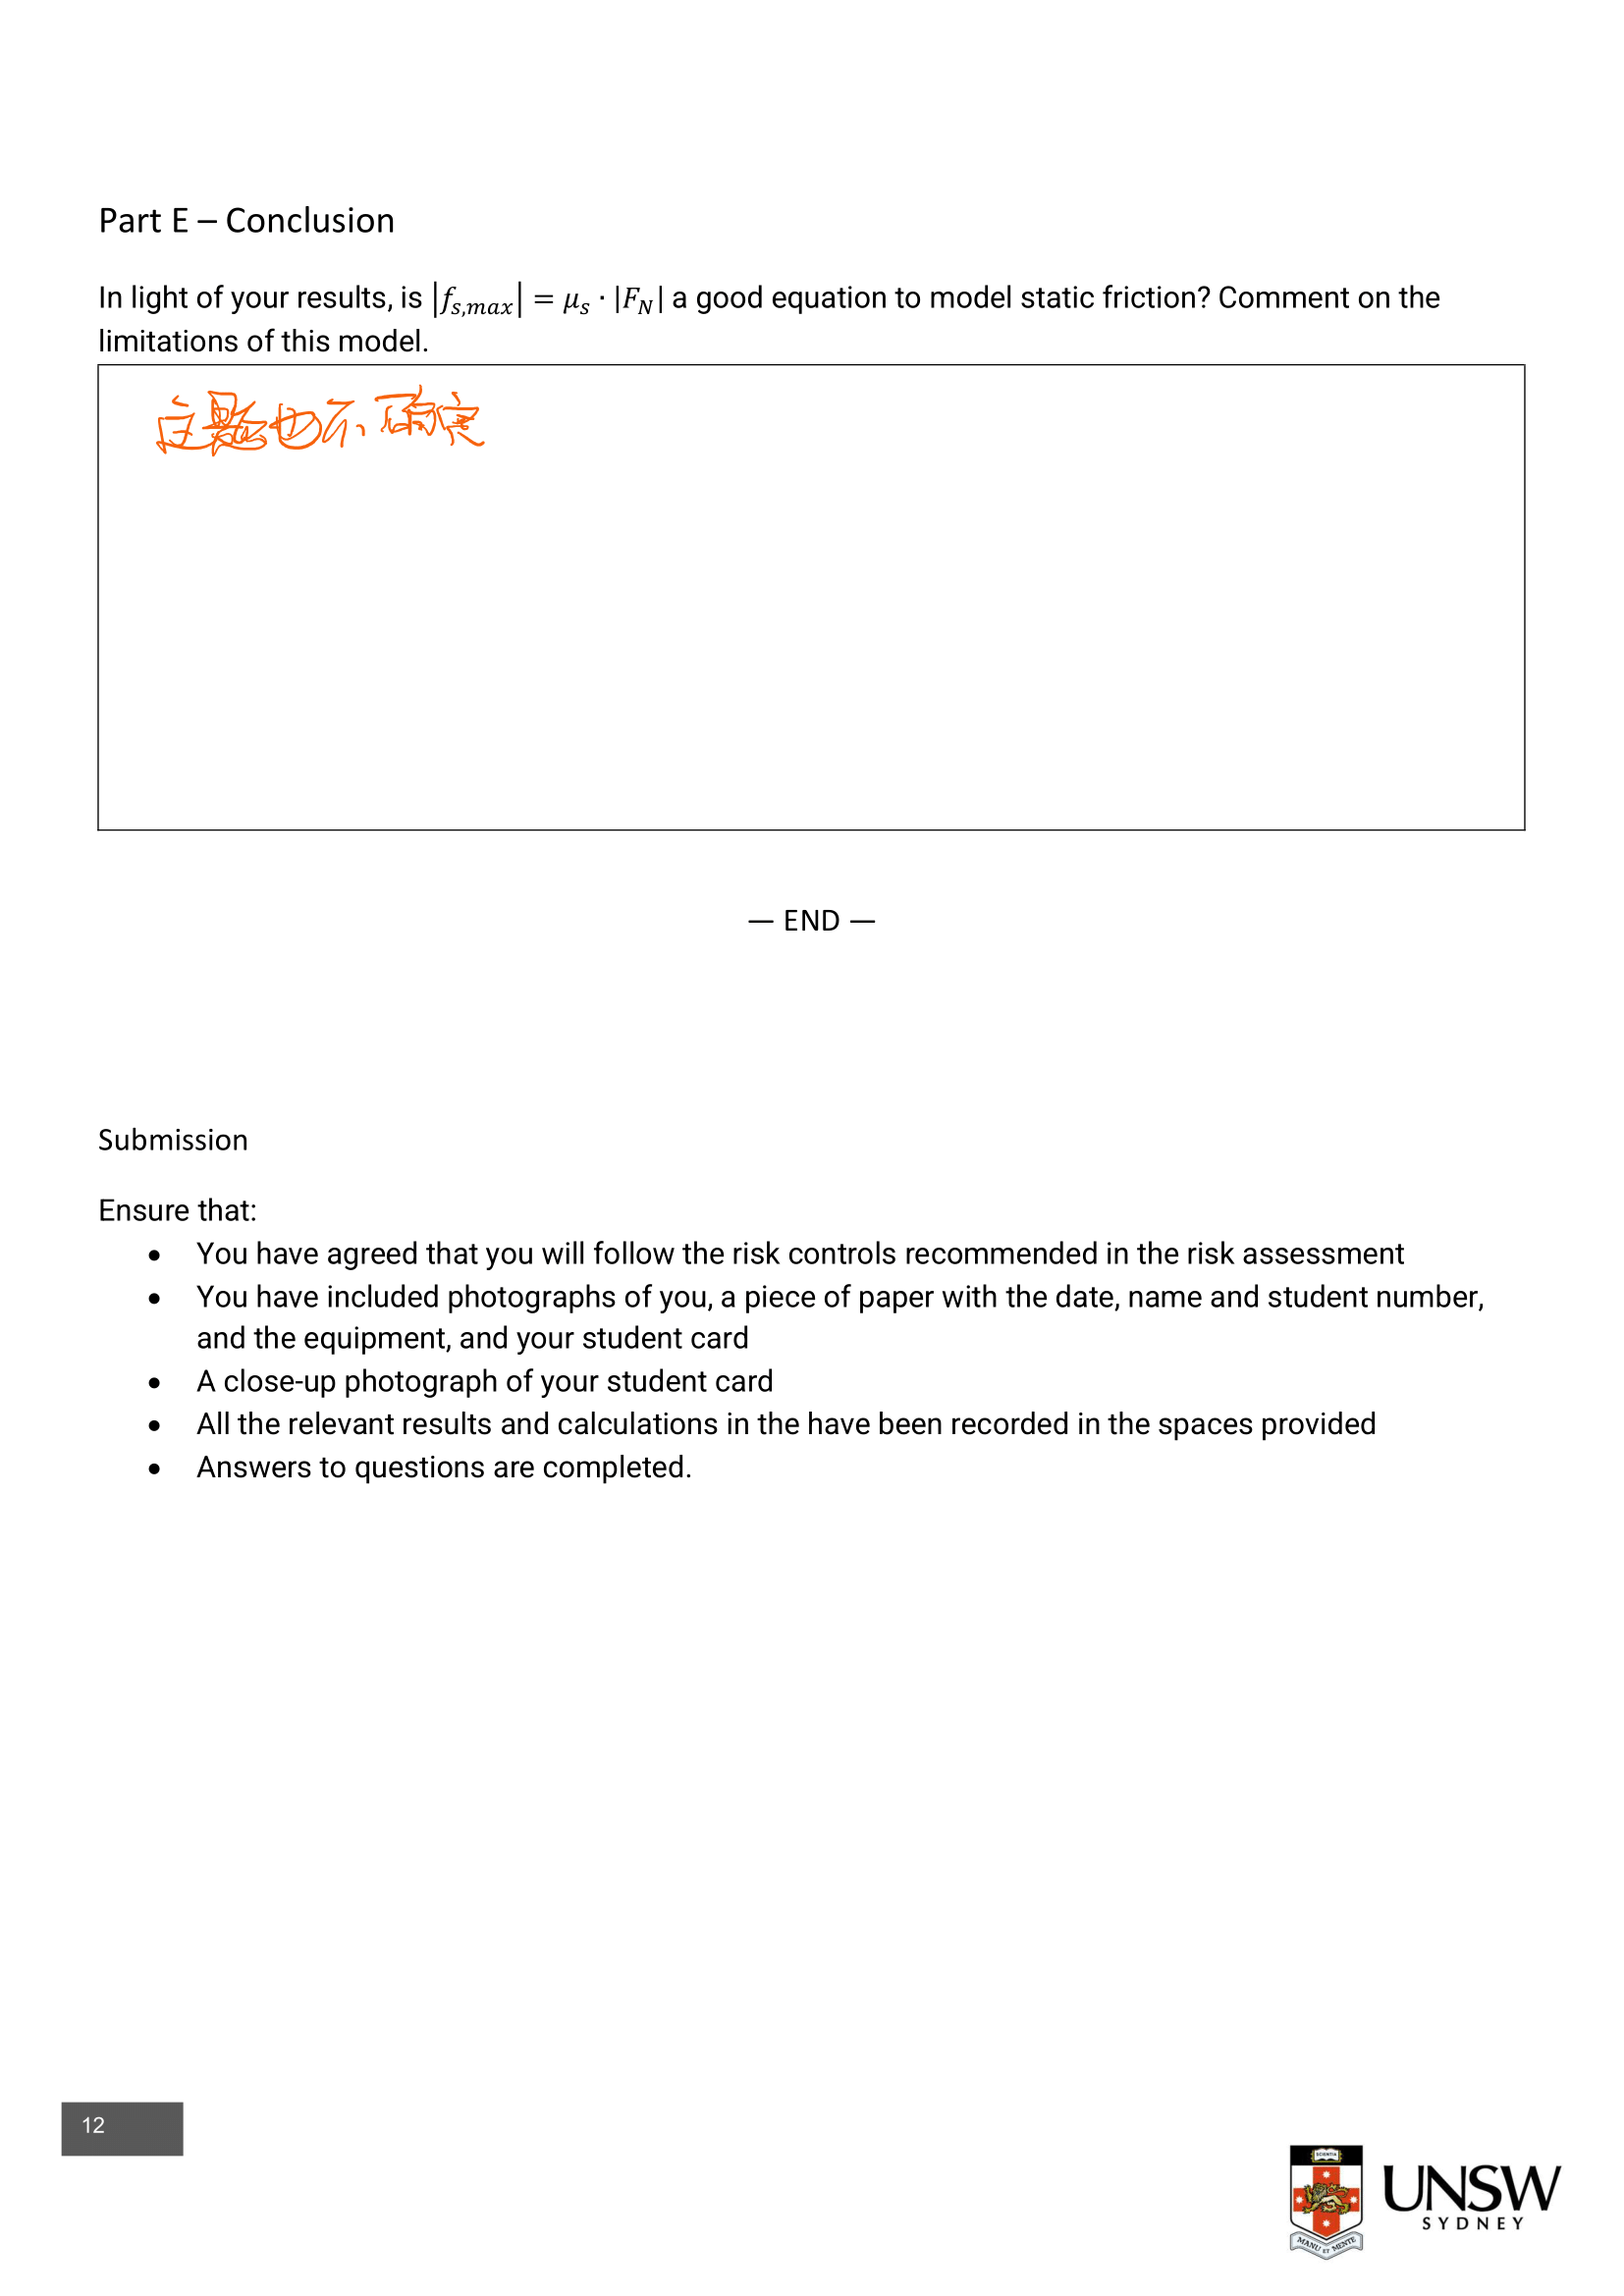 Part E – Conclusion
In light of your results, is |f_{s,max}| = μ_s · |F_N| a good equation to model static friction? Comment on the
limitations of this model.
这题也不确定
— END —
Submission
Ensure that:
• You have agreed that you will follow the risk controls recommended in the risk assessment
• You have included photographs of you, a piece of paper with the date, name and student number,
and the equipment, and your student card
• A close-up photograph of your student card
• All the relevant results and calculations in the have been recorded in the spaces provided
• Answers to questions are completed.
12
SCIENTIA
MANU ET MENTE
UNSW
SYDNEY